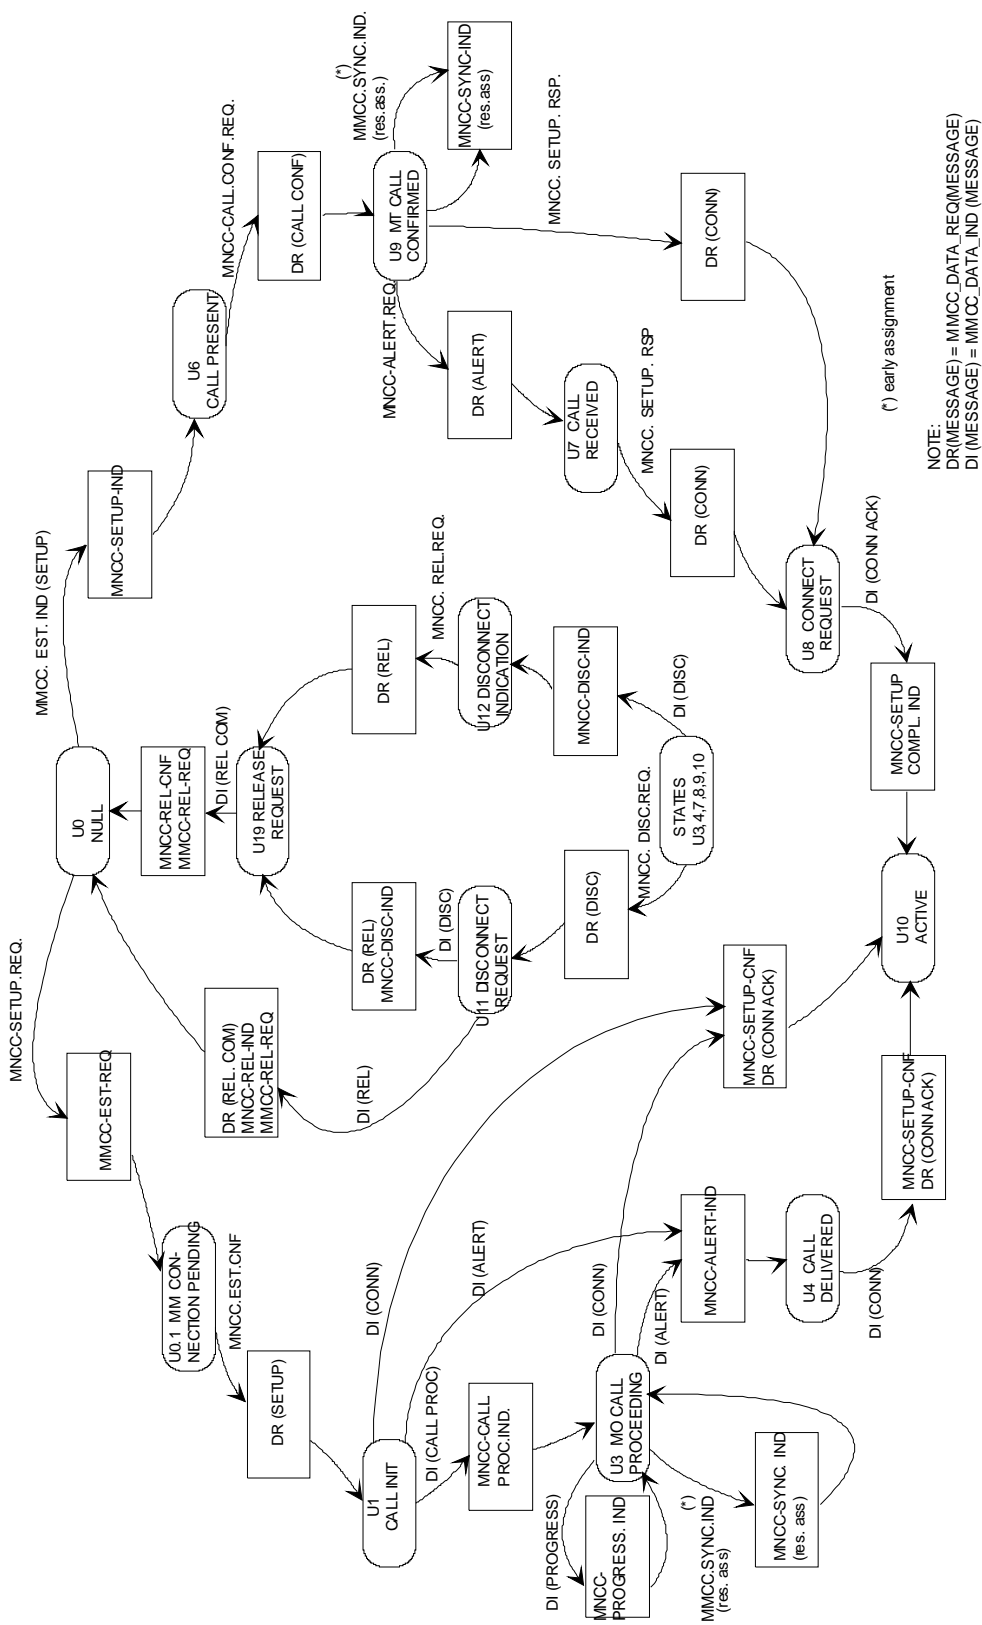 MNCC-SETUP.REQ.
MMCC. EST. IND (SETUP)
U0
NULL
MMCC-EST-REQ
MNCC-SETUP-IND
U0.1 MM CON-
NECTION PENDING
MNCC.EST.CNF
DR (SETUP)
U1
CALL INIT
DI (CALL PROC)
MNCC-CALL
PROC.IND.
DI (CONN)
DI (ALERT)
DI (PROGRESS)
MNCC-
PROGRESS. IND
U3 MO CALL
PROCEEDING
DI (CONN)
DI (ALERT)
(*)
MMCC.SYNC.IND
(res. ass)
MNCC-SYNC. IND
(res. ass)
MNCC-ALERT-IND
U4 CALL
DELIVERED
DI (CONN)
MNCC-SETUP-CNF
DR (CONN ACK)
MNCC-SETUP-CNF
DR (CONN ACK)
U10
ACTIVE
DR (REL. COM)
MNCC-REL-IND
MMCC-REL-REQ
DI (REL)
MNCC-REL-CNF
MMCC-REL-REQ
DI (REL COM)
U19 RELEASE
REQUEST
DR (REL)
MNCC-DISC-IND
DI (DISC)
U11 DISCONNECT
REQUEST
DR (DISC)
MNCC. DISC.REQ.
STATES
U3,4,7,8,9,10
DI (DISC)
MNCC-DISC-IND
U12 DISCONNECT
INDICATION
MNCC. REL.REQ.
DR (REL)
U6
CALL PRESENT
MNCC-CALL.CONF.REQ.
DR (CALL CONF)
U9 MT CALL
CONFIRMED
(*)
MMCC.SYNC.IND.
(res.ass.)
MNCC-SYNC-IND
(res.ass)
MNCC-ALERT.REQ.
DR (ALERT)
MNCC. SETUP. RSP.
U7 CALL
RECEIVED
MNCC. SETUP. RSP
DR (CONN)
DR (CONN)
U8 CONNECT
REQUEST
DI (CONN ACK)
MNCC-SETUP
COMPL. IND
(*) early assignment
NOTE:
DR(MESSAGE) = MMCC_DATA_REQ(MESSAGE)
DI (MESSAGE) = MMCC_DATA_IND (MESSAGE)